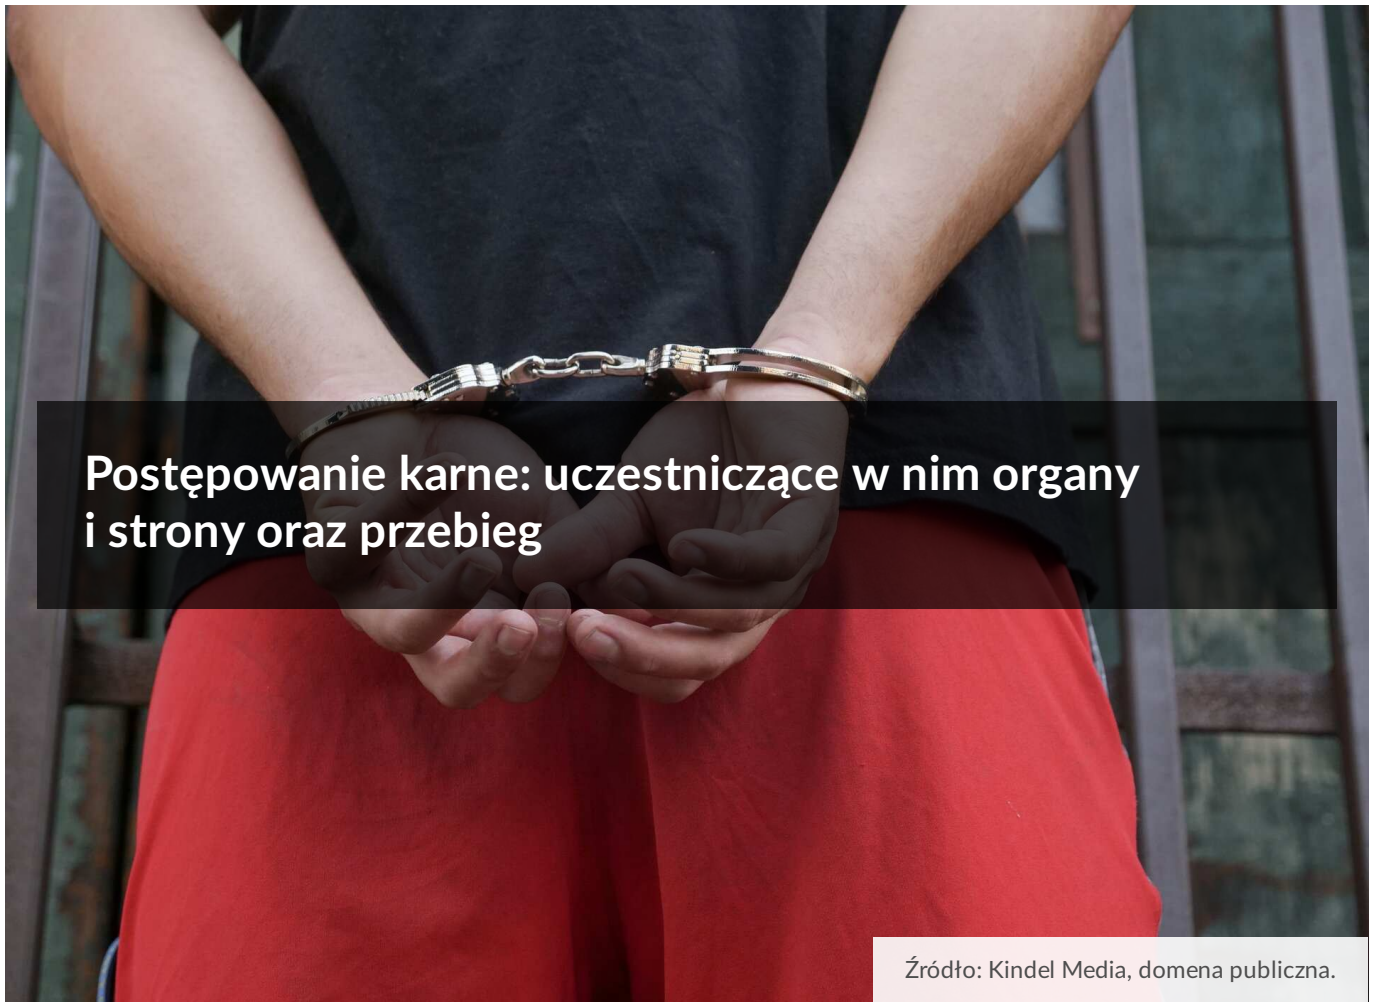 Postępowanie karne: uczestniczące w nim organy
i strony oraz przebieg
Źródło: Kindel Media, domena publiczna.